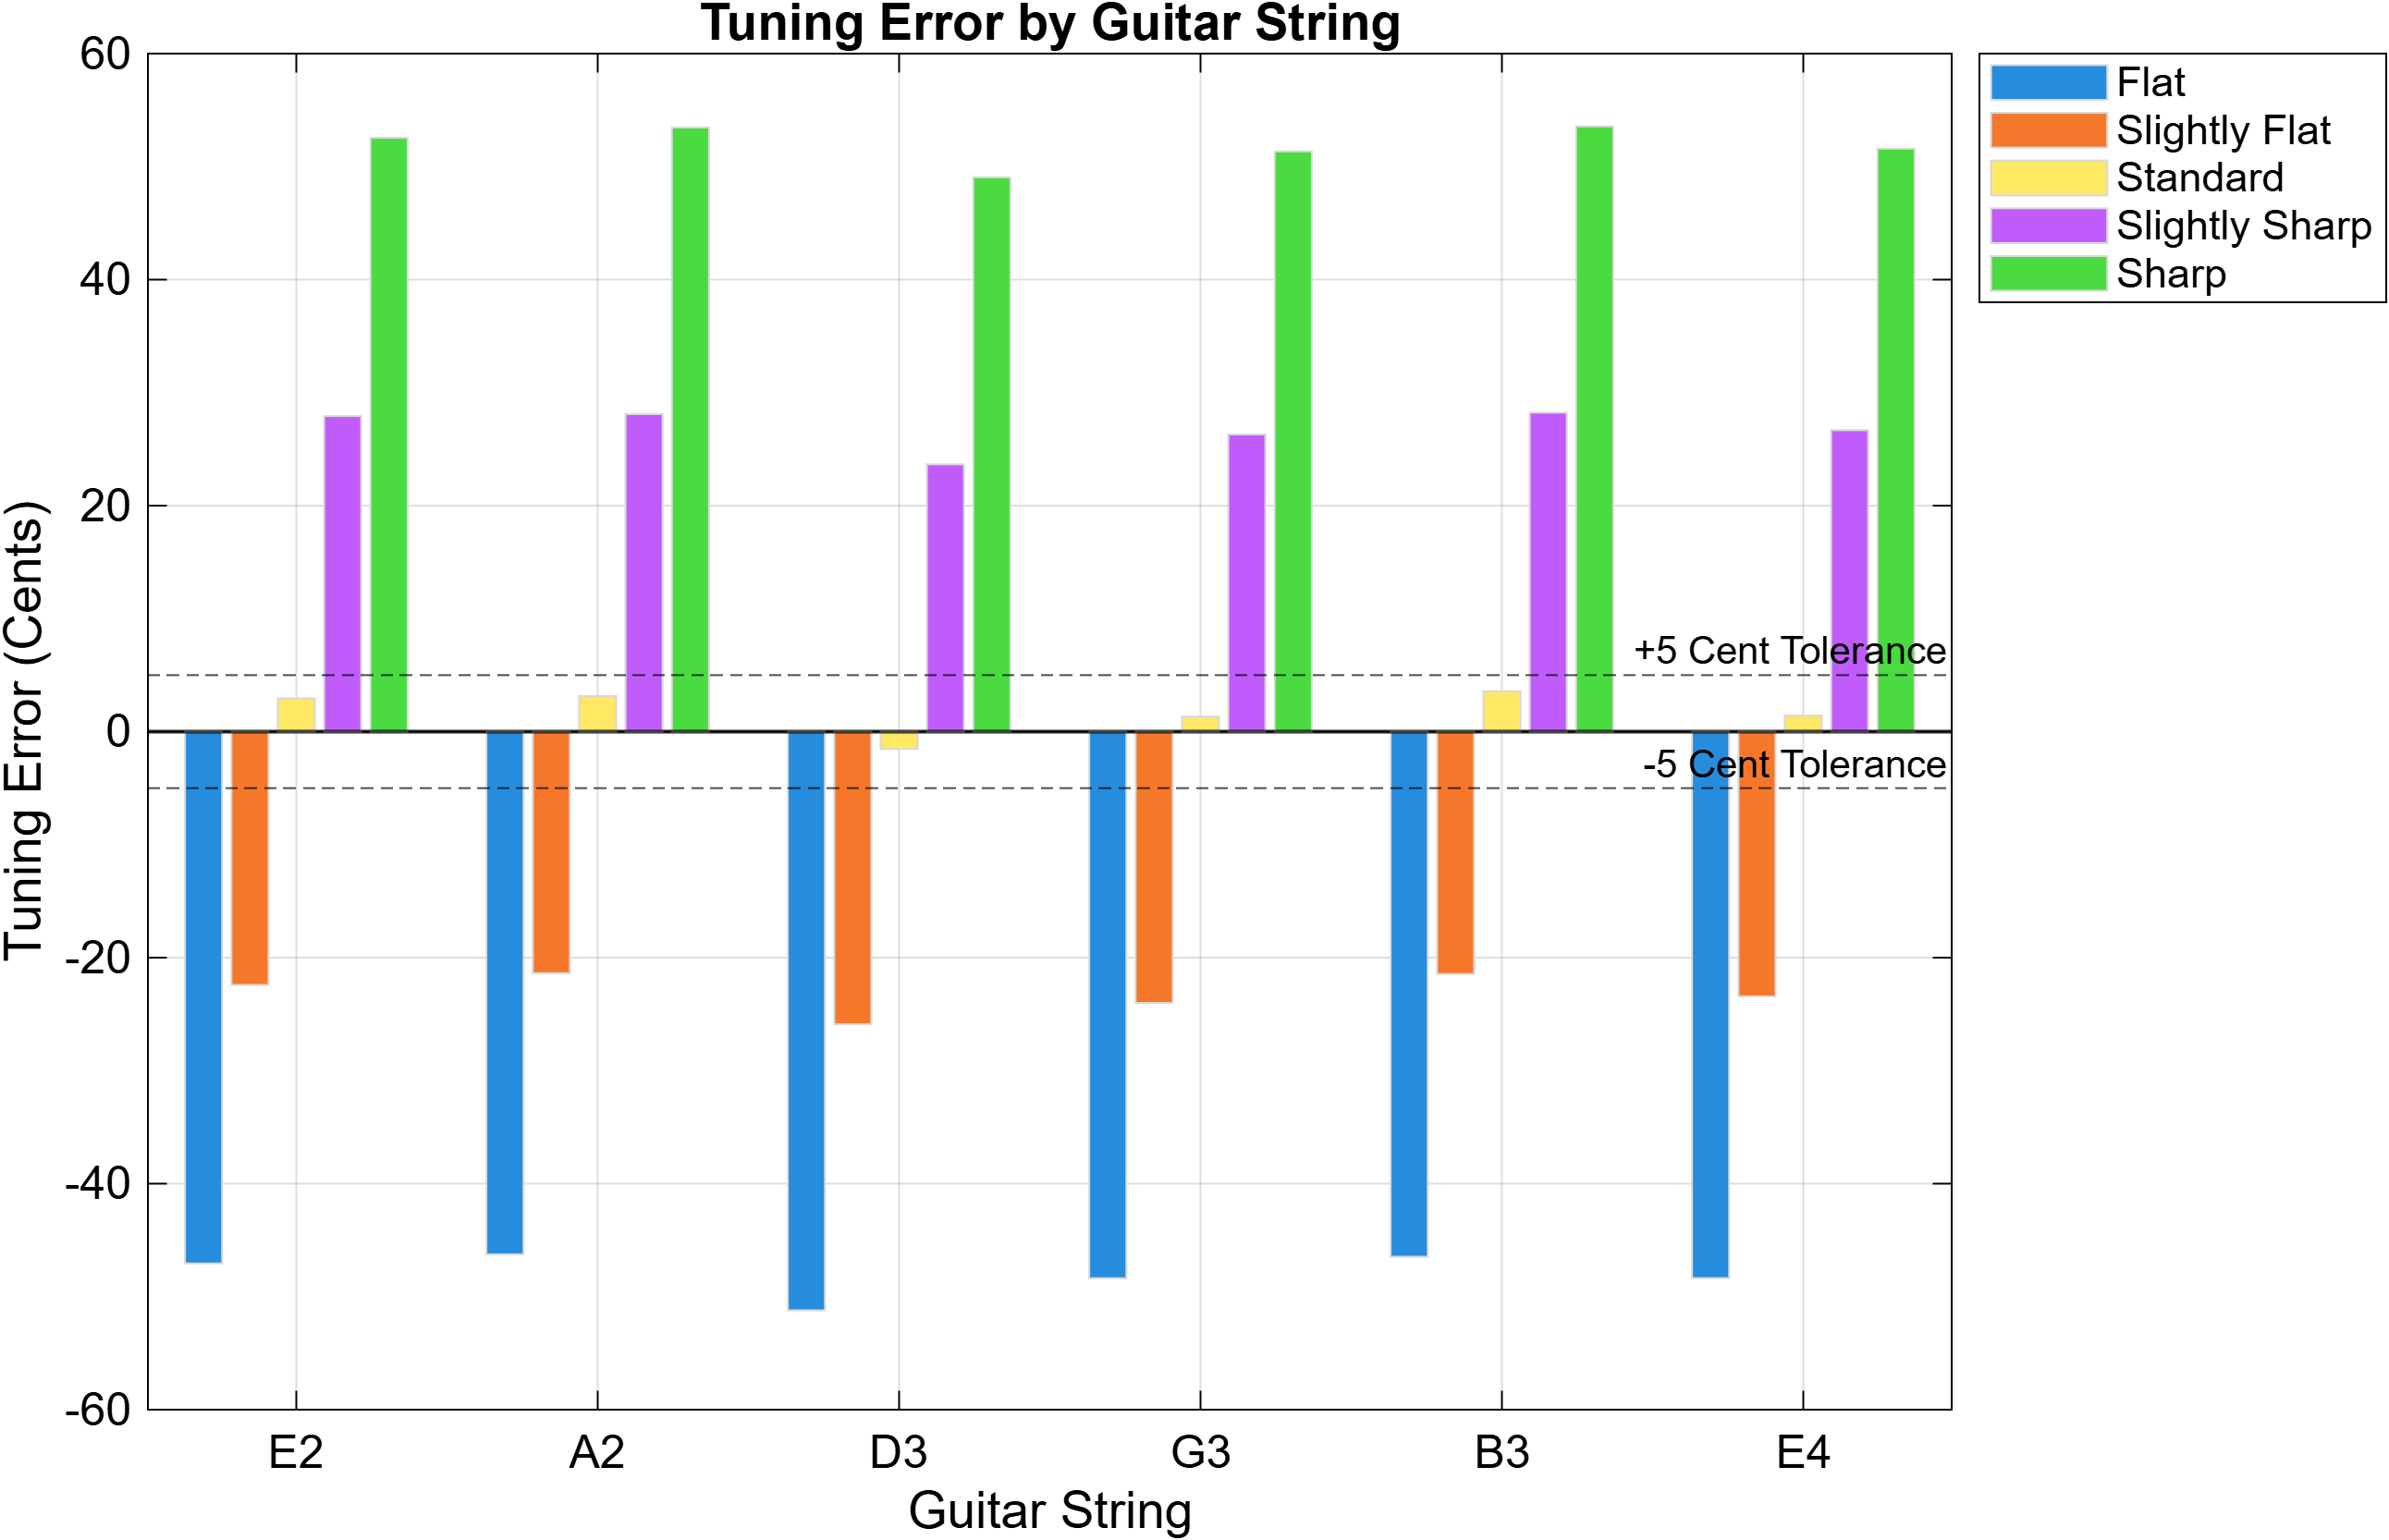 Tuning Error by Guitar String
Flat
Slightly Flat
Standard
Slightly Sharp
Sharp
Tuning Error (Cents)
60
40
20
0
-20
-40
-60
+5 Cent Tolerance
-5 Cent Tolerance
E2 A2 D3 G3 B3 E4
Guitar String